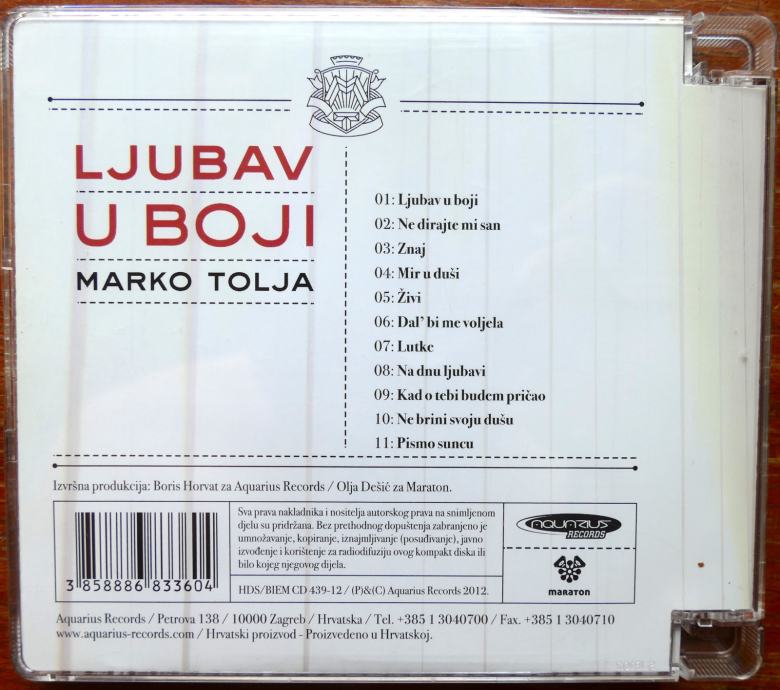 LJUBAV
U BOJI
MARKO TOLJA
01: Ljubav u boji
02: Ne dirajte mi san
03: Znaj
04: Mir u duši
05: Živi
06: Dal' bi me voljela
07: Lutke
08: Na dnu ljubavi
09: Kad o tebi budem pričao
10: Ne brini svoju dušu
11: Pismo suncu
Izvršna produkcija: Boris Horvat za Aquarius Records / Olja Dešić za Maraton.
3 858886 833604
Sva prava nakladnika i nositelja autorskog prava na snimljenom
djelu su pridržana. Bez prethodnog dopuštenja zabranjeno je
umnožavanje, kopiranje, iznajmljivanje (posuđivanje), javno
izvođenje i korištenje za radiodifuziju ovog kompakt diska ili
bilo kojeg njegovog dijela.
HDS/BIEM CD 439-12 / (P)&(C) Aquarius Records 2012.
AQUARIUS
RECORDS
maraton
Aquarius Records / Petrova 138 / 10000 Zagreb / Hrvatska / Tel. +385 1 3040700 / Fax. +385 1 3040710
www.aquarius-records.com / Hrvatski proizvod - Proizvedeno u Hrvatskoj.